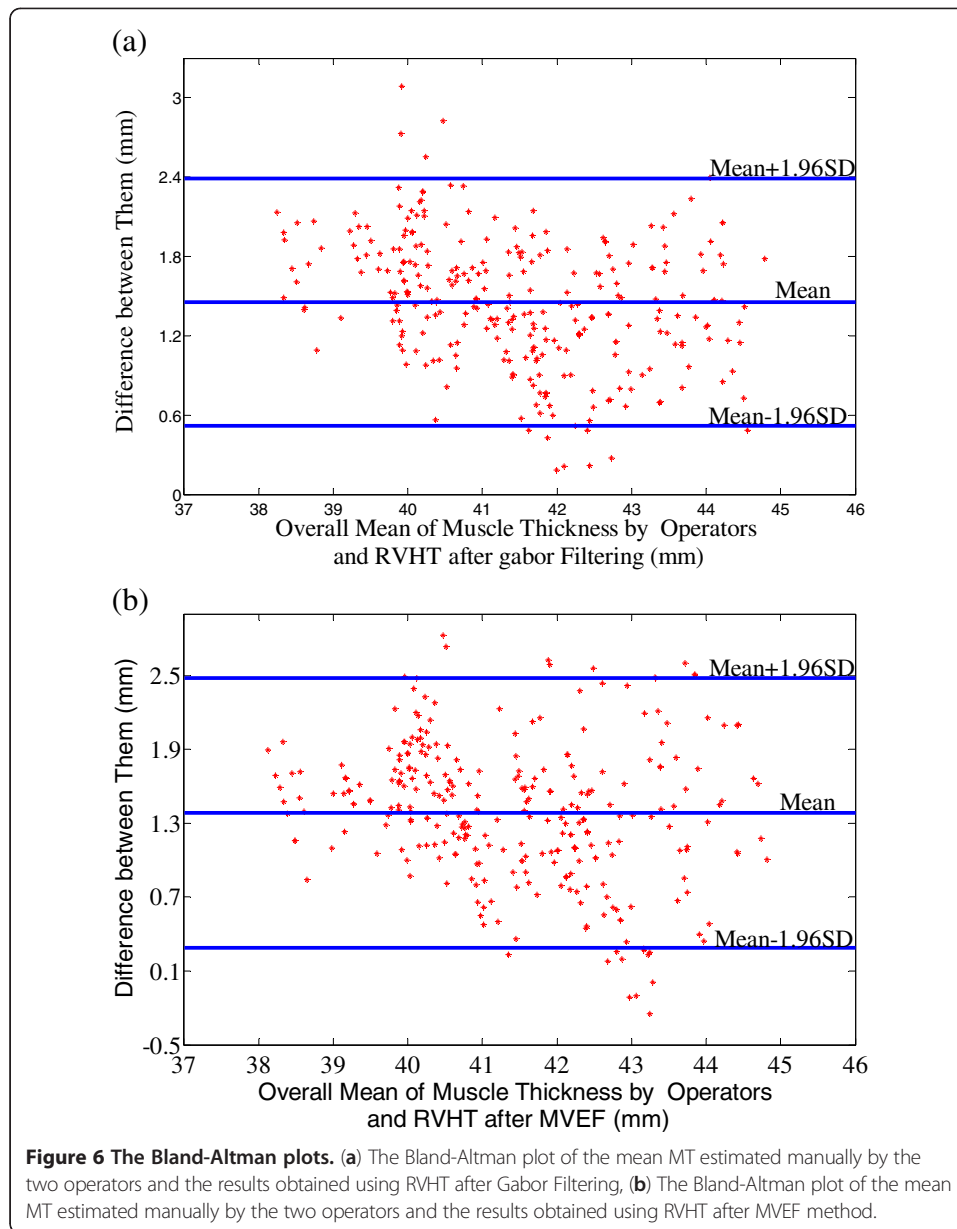 (a)
3
2.4
1.8
1.2
0.6
0
Difference between Them (mm)
Mean+1.96SD
Mean
Mean-1.96SD
37 38 39 40 41 42 43 44 45 46
Overall Mean of Muscle Thickness by Operators
and RVHT after gabor Filtering (mm)
(b)
2.5
1.9
1.3
0.7
0.1
-0.5
Difference between Them (mm)
Mean+1.96SD
Mean
Mean-1.96SD
37 38 39 40 41 42 43 44 45 46
Overall Mean of Muscle Thickness by Operators
and RVHT after MVEF (mm)
Figure 6 The Bland-Altman plots. (a) The Bland-Altman plot of the mean MT estimated manually by the
two operators and the results obtained using RVHT after Gabor Filtering, (b) The Bland-Altman plot of the mean
MT estimated manually by the two operators and the results obtained using RVHT after MVEF method.